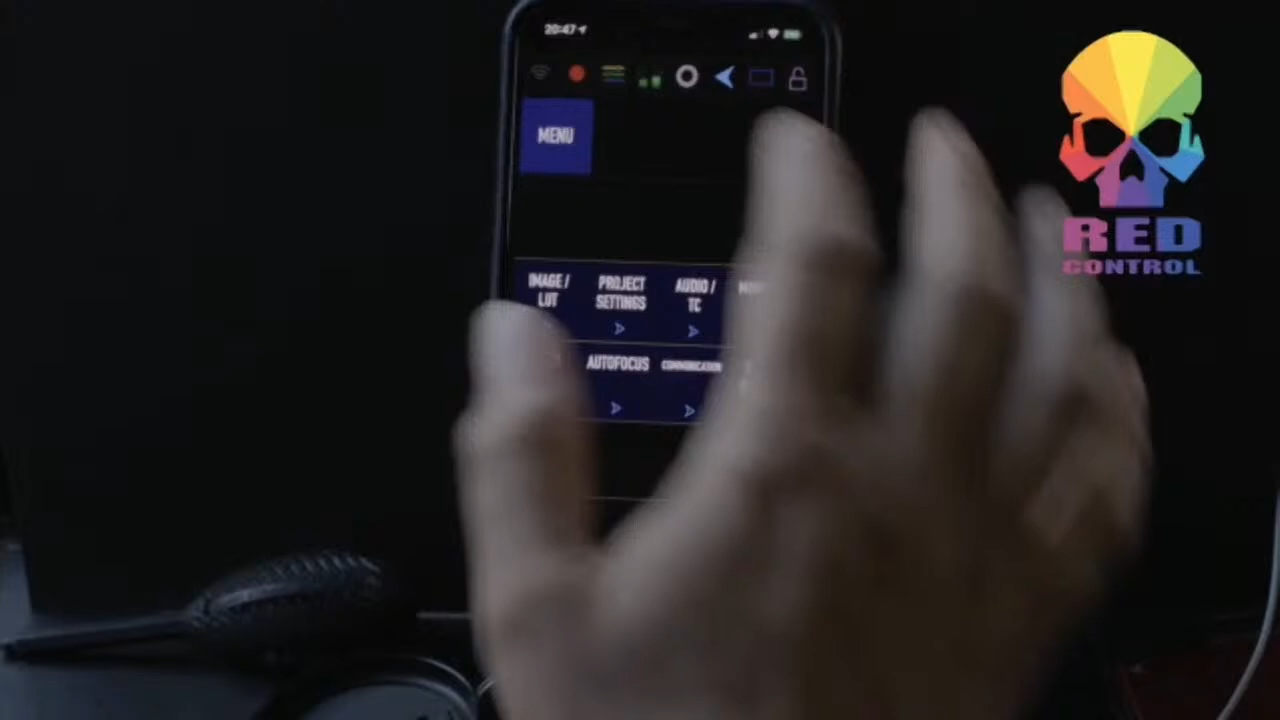 20:47
MENU
IMAGE /
LUT
PROJECT
SETTINGS
AUDIO /
TC
AUTOFOCUS
COMMUNICATION
RED
CONTROL